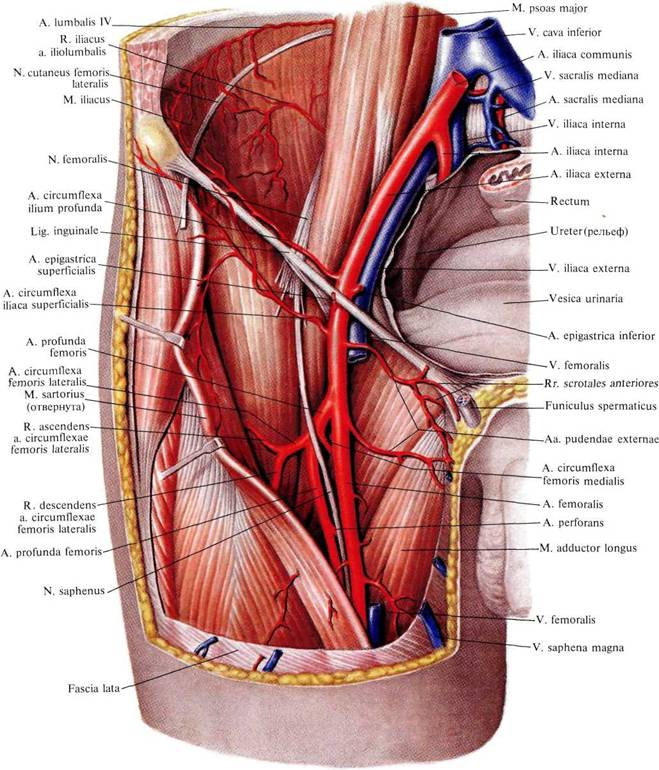 A. lumbalis IV
R. iliacus
a. iliolumbalis
N. cutaneus femoris
lateralis
M. iliacus
N. femoralis
A. circumflexa
ilium profunda
Lig. inguinale
A. epigastrica
superficialis
A. circumflexa
iliaca superficialis
A. profunda
femoris
A. circumflexa
femoris lateralis
M. sartorius
(отвернута)
R. ascendens
a. circumflexae
femoris lateralis
R. descendens
a. circumflexae
femoris lateralis
A. profunda femoris
N. saphenus
Fascia lata
M. psoas major
V. cava inferior
A. iliaca communis
V. sacralis mediana
A. sacralis mediana
V. iliaca interna
A. iliaca interna
A. iliaca externa
Rectum
Ureter (рельеф)
V. iliaca externa
Vesica urinaria
A. epigastrica inferior
V. femoralis
Rr. scrotales anteriores
Funiculus spermaticus
Aa. pudendae externae
A. circumflexa
femoris medialis
A. femoralis
A. perforans
M. adductor longus
V. femoralis
V. saphena magna